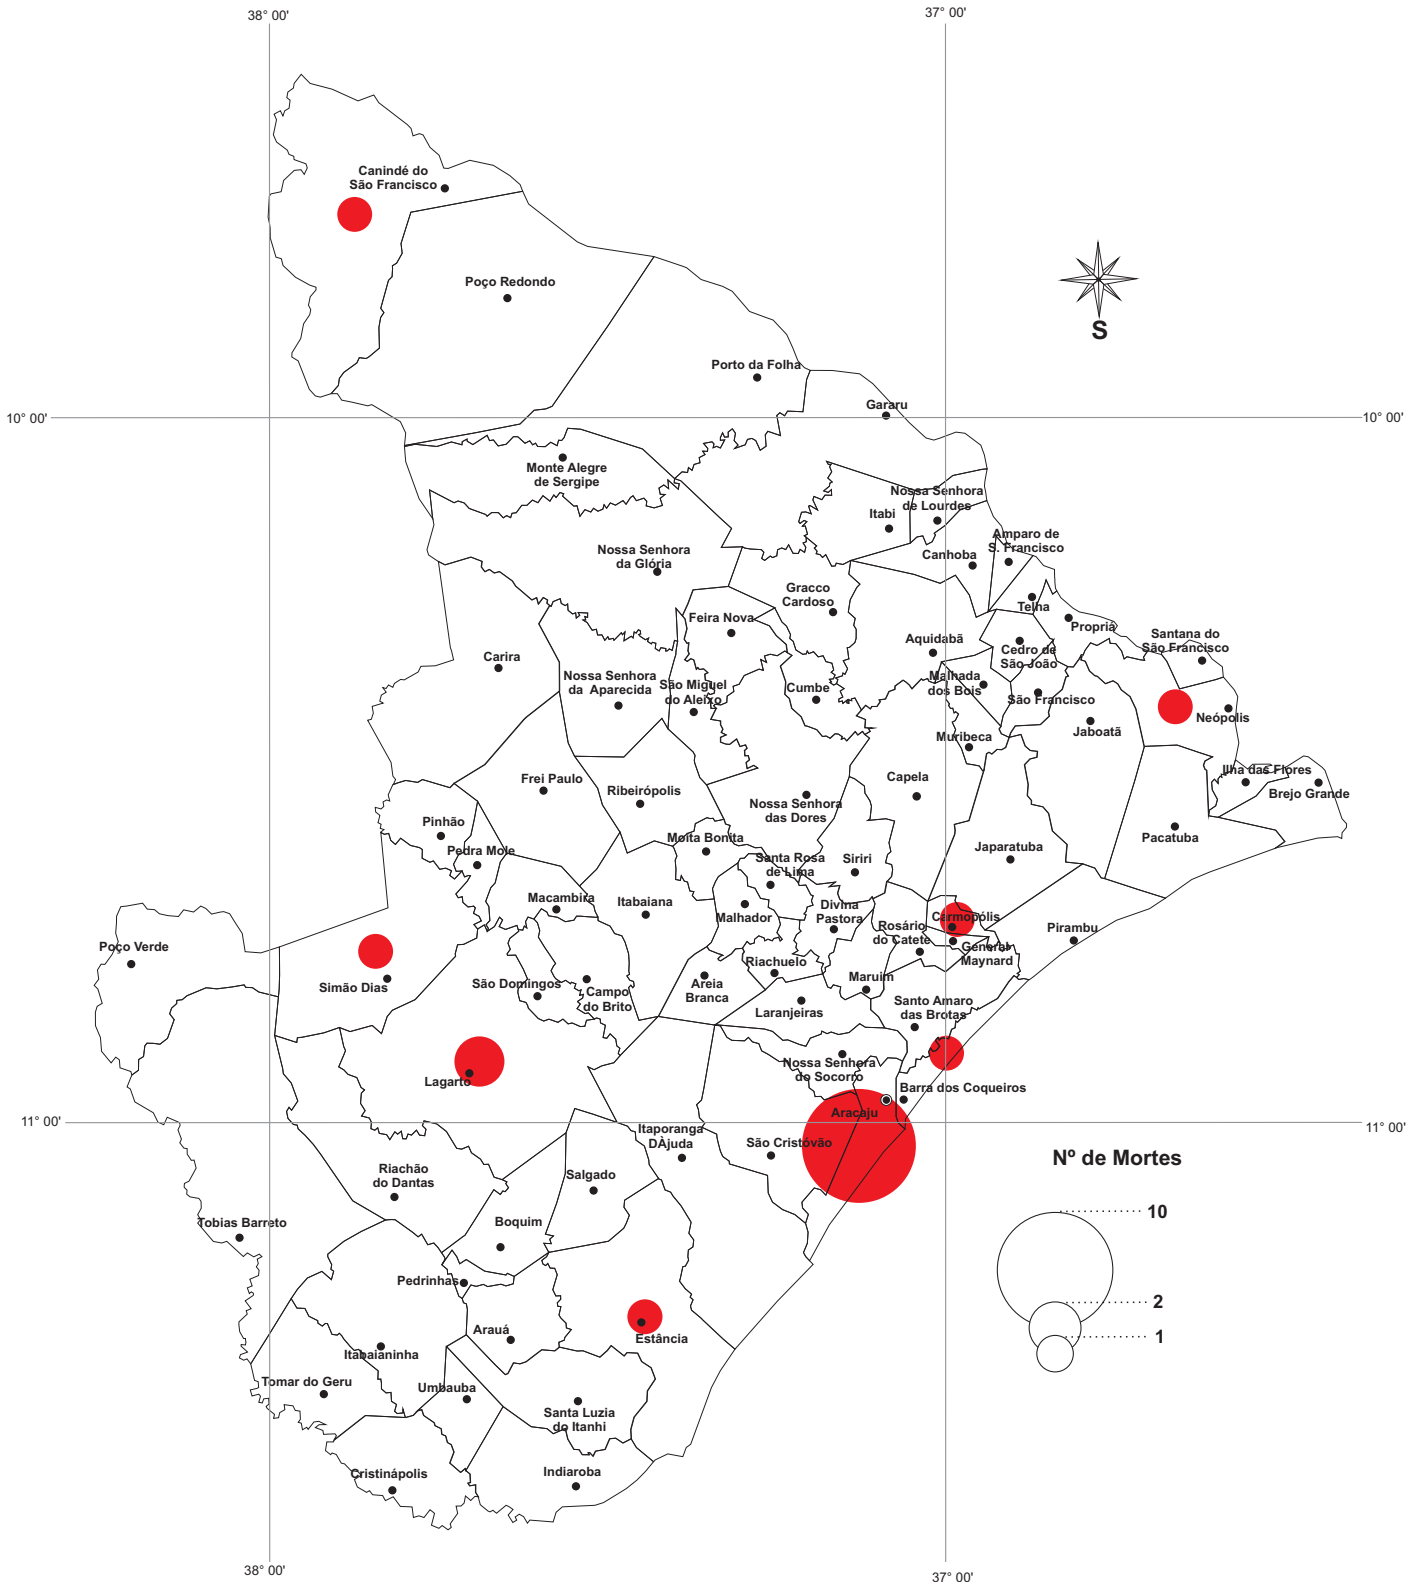 38° 00'
37° 00'
Canindé do
São Francisco
Poço Redondo
S
Porto da Folha
Gararu
10° 00'
10° 00'
Monte Alegre
de Sergipe
Nossa Senhora
de Lourdes
Itabi
Amparo de
S. Francisco
Canhoba
Nossa Senhora
da Glória
Gracco
Cardoso
Telha
Feira Nova
Propriá
Santana do
São Francisco
Aquidabã
Cedro de
São João
Carira
Nossa Senhora
da Aparecida
São Miguel
do Aleixo
Cumbe
Malhada
dos Bois
São Francisco
Neópolis
Jaboatã
Muribeca
Frei Paulo
Ribeirópolis
Capela
Ilha das Flores
Brejo Grande
Nossa Senhora
das Dores
Pinhão
Pedra Mole
Moita Bonita
Pacatuba
Japaratuba
Santa Rosa
de Lima
Siriri
Macambira
Itabaiana
Malhador
Divina
Pastora
Carmopólis
Rosário
do Catete
Pirambu
General
Maynard
Poço Verde
Simão Dias
São Domingos
Campo
do Brito
Areia
Branca
Riachuelo
Maruim
Laranjeiras
Santo Amaro
das Brotas
Nossa Senhora
do Socorro
Lagarto
Barra dos Coqueiros
Aracaju
11° 00'
11° 00'
Itaporanga
DÀjuda
São Cristóvão
Nº de Mortes
Riachão
do Dantas
Salgado
10
Tobias Barreto
Boquim
Pedrinhas
2
Arauá
Estância
1
Itabaianinha
Tomar do Geru
Umbauba
Santa Luzia
do Itanhi
Cristinápolis
Indiaroba
38° 00'
37° 00'